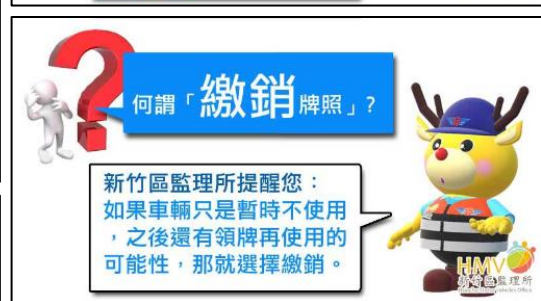 何謂「繳銷牌照」?
新竹區監理所提醒您：
如果車輛只是暫時不使用
，之後還有領牌再使用的
可能性，那就選擇繳銷。
HMV
新竹區監理所